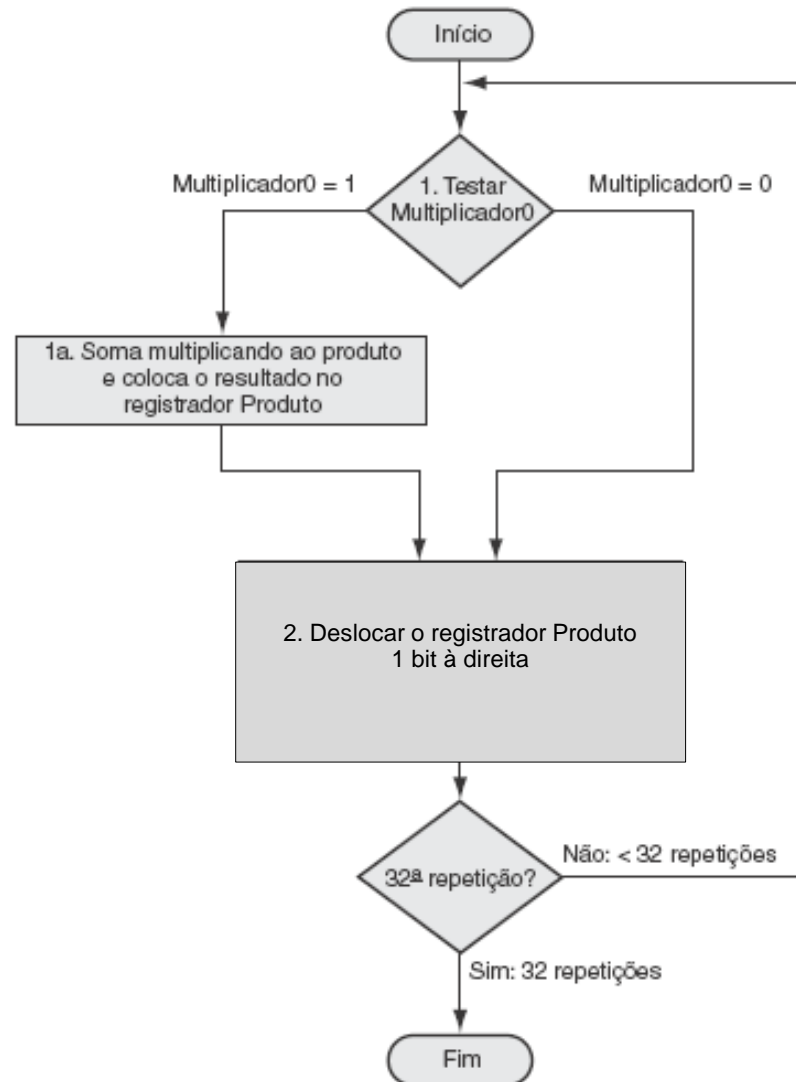 Início
Multiplicador0 = 1
1. Testar
Multiplicador0
Multiplicador0 = 0
1a. Soma multiplicando ao produto
e coloca o resultado no
registrador Produto
2. Deslocar o registrador Produto
1 bit à direita
32ª repetição?
Não: < 32 repetições
Sim: 32 repetições
Fim